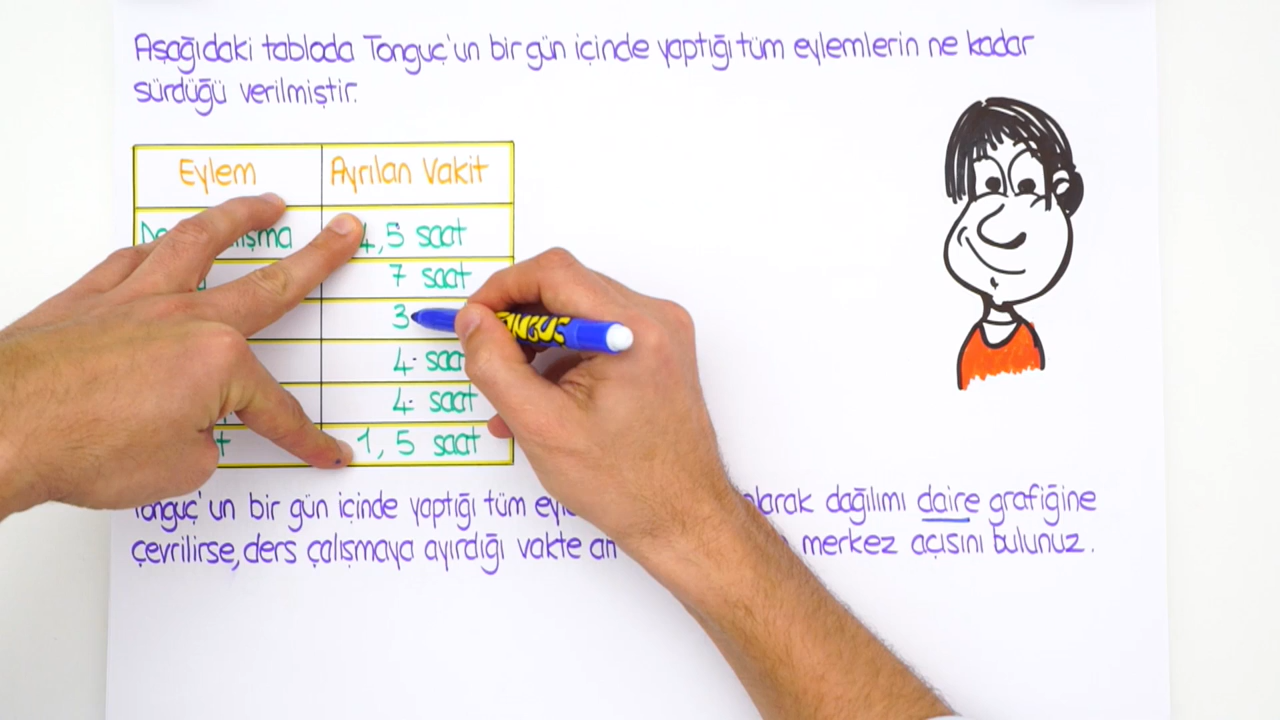 Aşağıdaki tabloda Tonguç'un bir gün içinde yaptığı tüm eylemlerin ne kadar
sürdüğü verilmiştir.
Eylem Ayrılan Vakit
4,5 saat
7 saat
3
4 saat
4 saat
1,5 saat
Tonguç'un bir gün içinde yaptığı tüm dağılımı daire grafiğine
çevrilirse, ders çalışmaya ayırdığı vakte merkez açısını bulunuz.